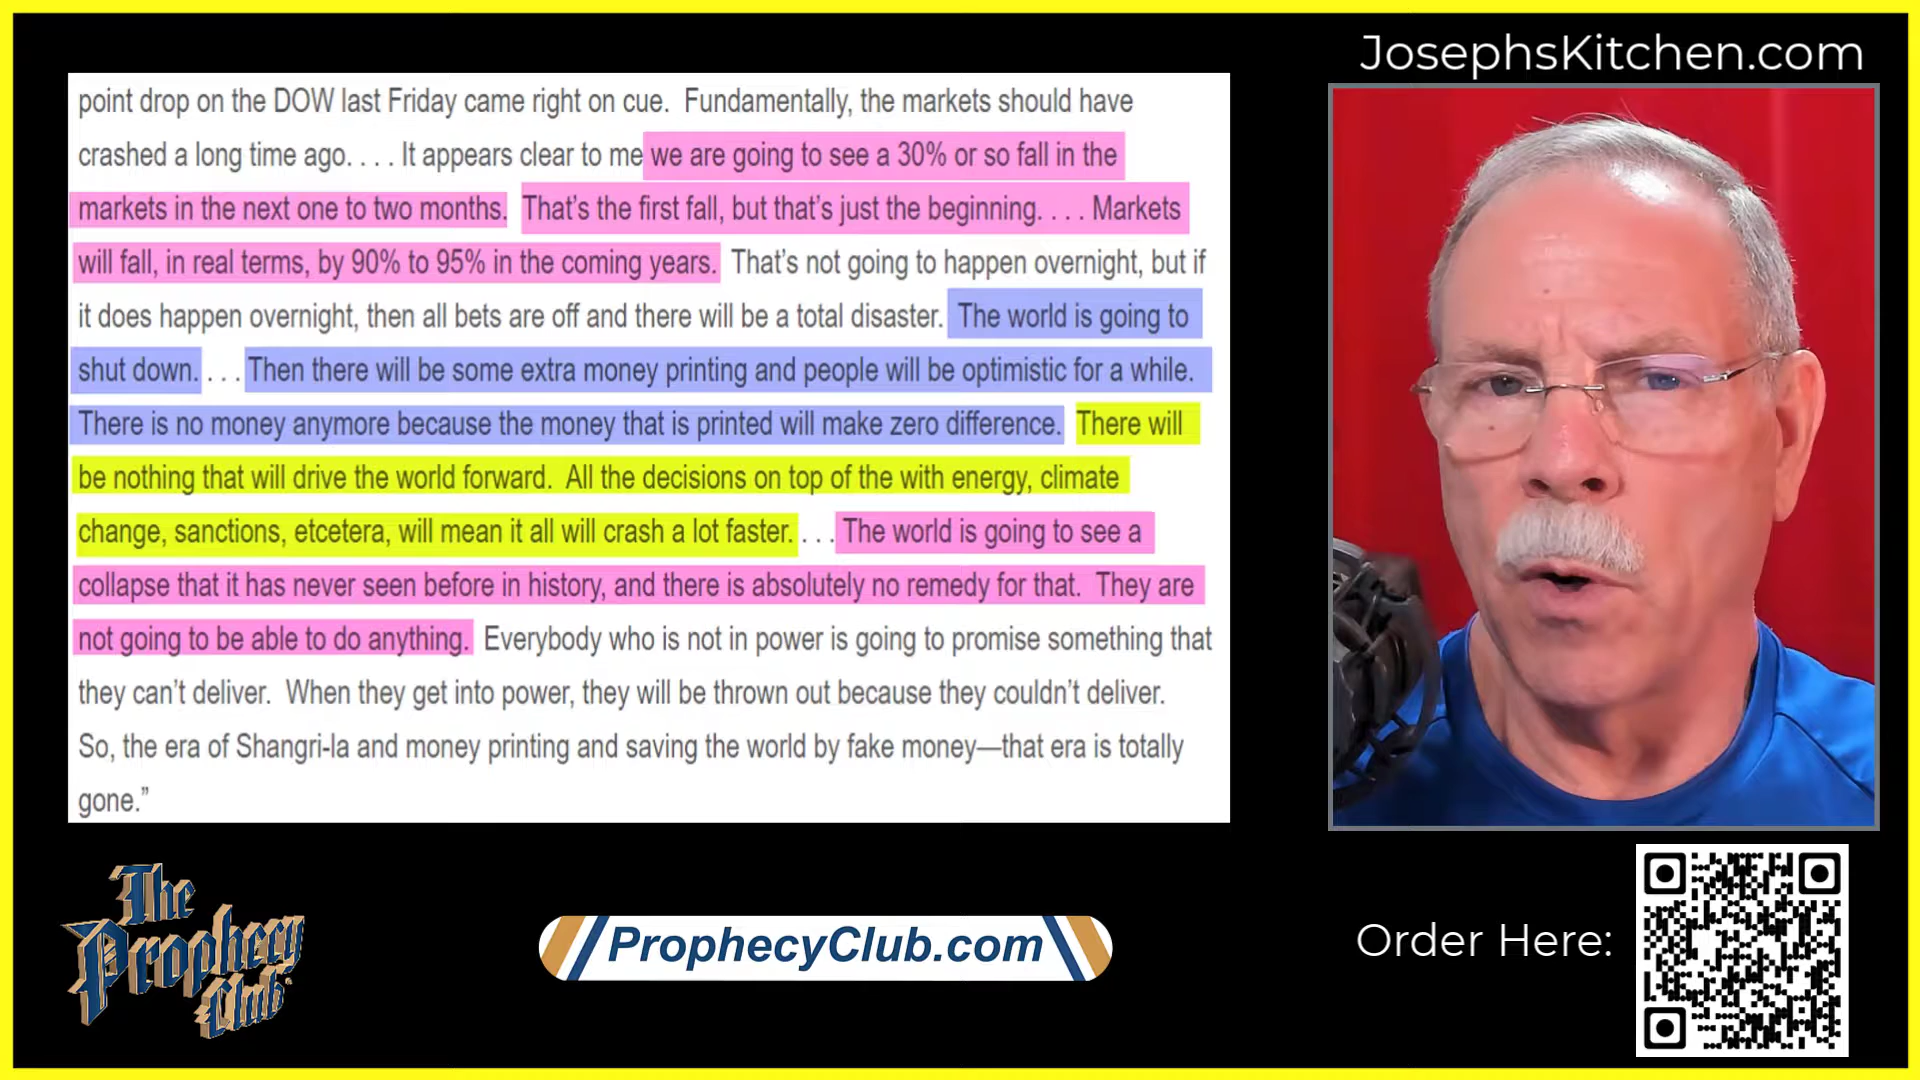 JosephsKitchen.com
point drop on the DOW last Friday came right on cue. Fundamentally, the markets should have
crashed a long time ago. . . . It appears clear to me we are going to see a 30% or so fall in the
markets in the next one to two months. That’s the first fall, but that’s just the beginning. . . . Markets
will fall, in real terms, by 90% to 95% in the coming years. That’s not going to happen overnight, but if
it does happen overnight, then all bets are off and there will be a total disaster. The world is going to
shut down. . . . Then there will be some extra money printing and people will be optimistic for a while.
There is no money anymore because the money that is printed will make zero difference. There will
be nothing that will drive the world forward. All the decisions on top of the with energy, climate
change, sanctions, etcetera, will mean it all will crash a lot faster. . . . The world is going to see a
collapse that it has never seen before in history, and there is absolutely no remedy for that. They are
not going to be able to do anything. Everybody who is not in power is going to promise something that
they can’t deliver. When they get into power, they will be thrown out because they couldn’t deliver.
So, the era of Shangri-la and money printing and saving the world by fake money—that era is totally
gone.”
The
Prophecy
Club®
ProphecyClub.com
Order Here: